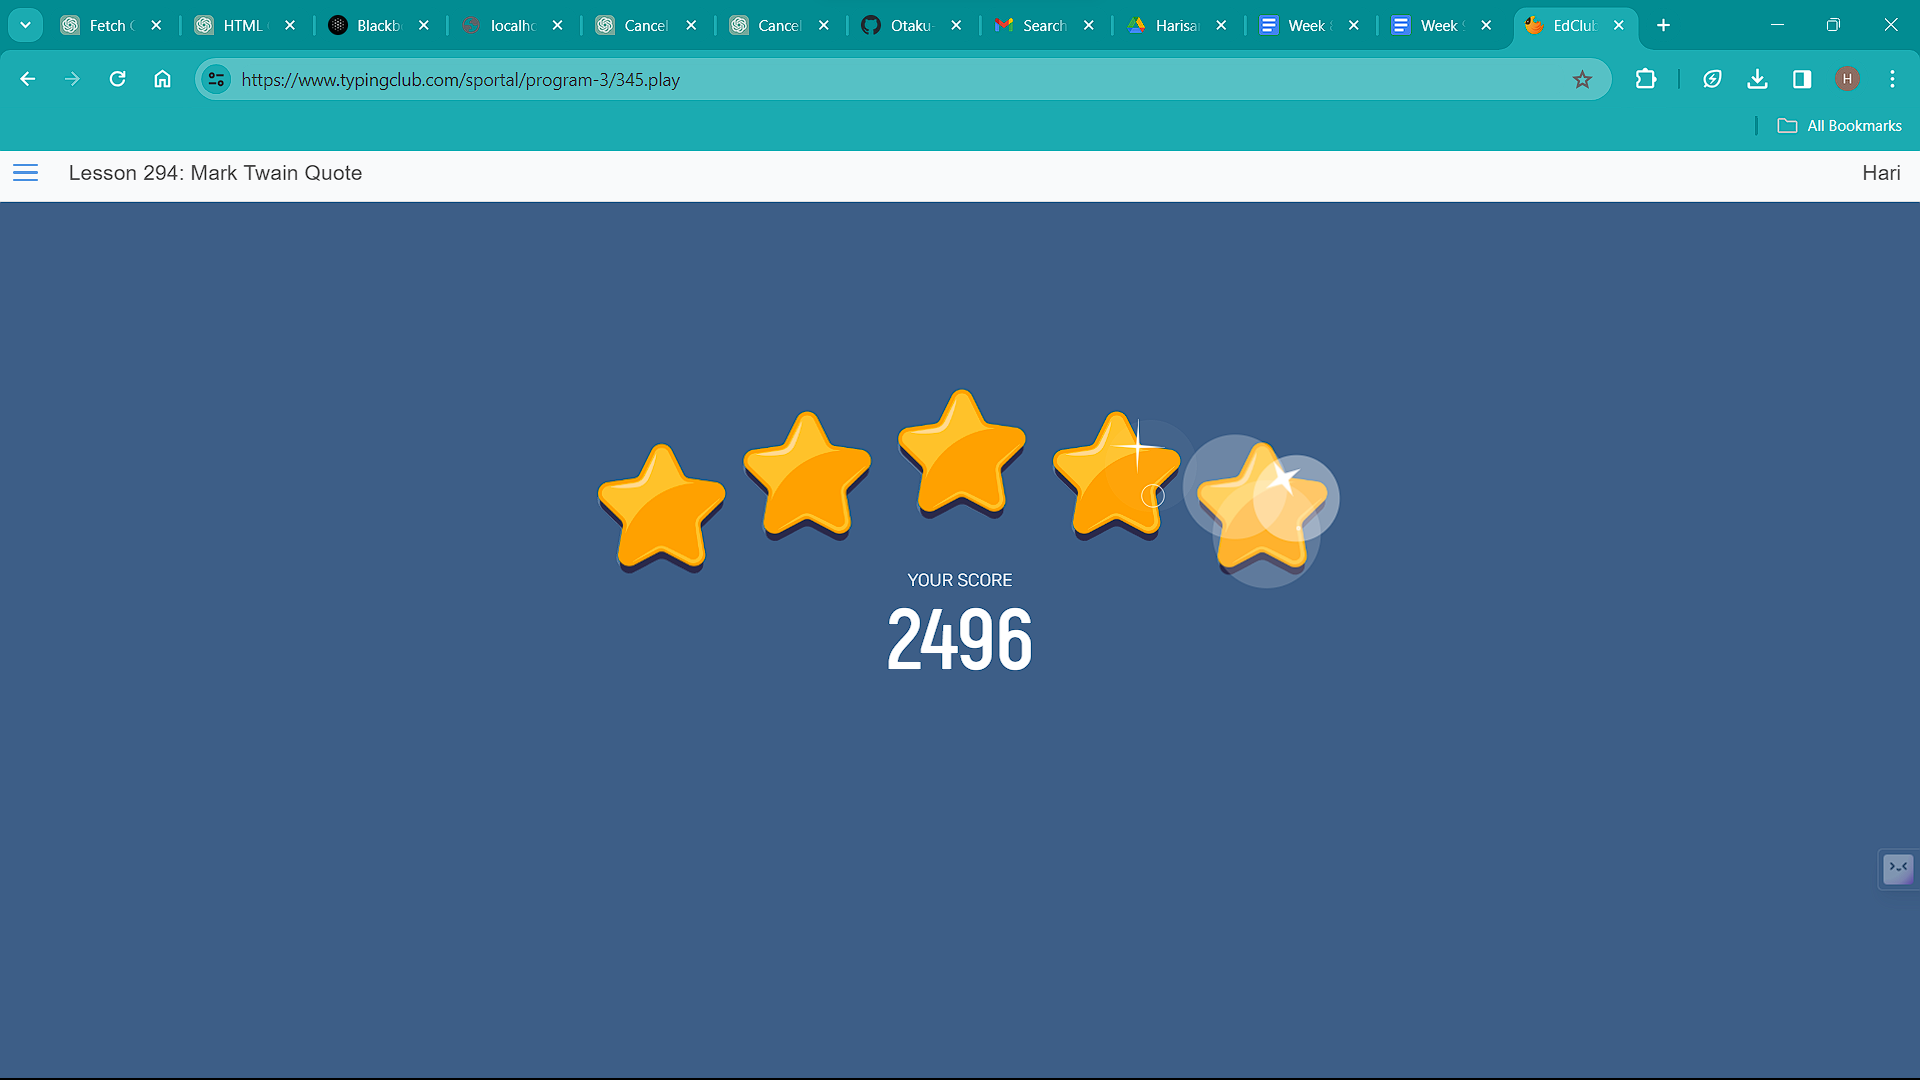 Fetch
HTML
Blackb
localho
Cancel
Cancel
Otaku-
Search
Harisa
Week
Week
EdClub
https://www.typingclub.com/sportal/program-3/345.play
H
All Bookmarks
Lesson 294: Mark Twain Quote
Hari
YOUR SCORE
2496